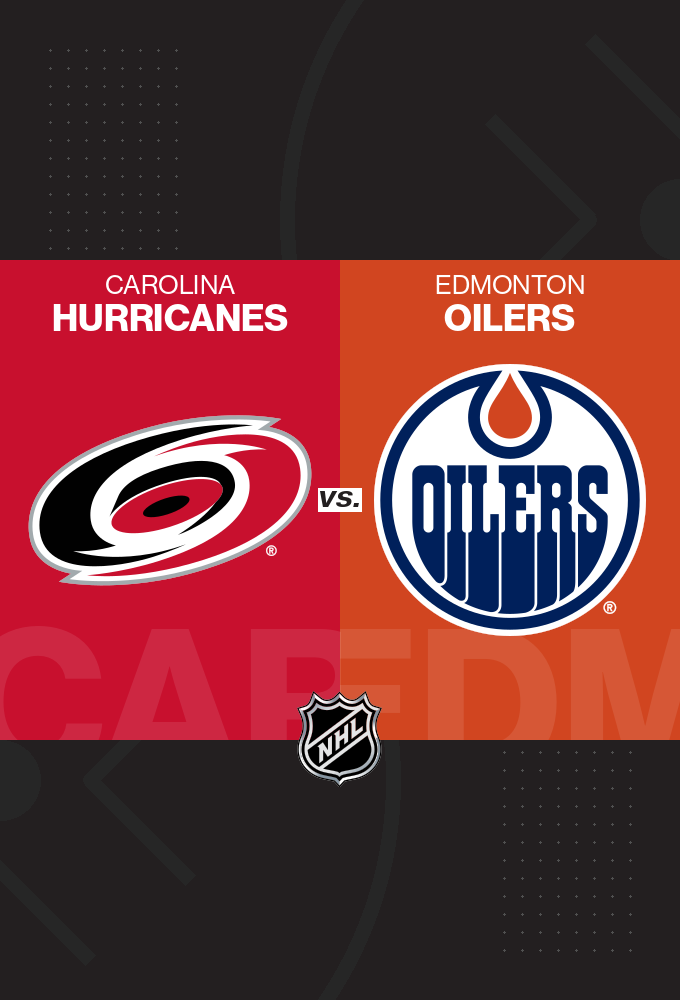 CAROLINA
HURRICANES
EDMONTON
OILERS
vs.
OILERS
®
®
CAR
EDM
NHL